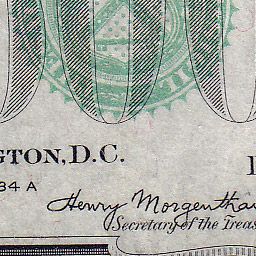 GTON, D.C.
34 A
Henry Morgenthau
Secretary of the Treas